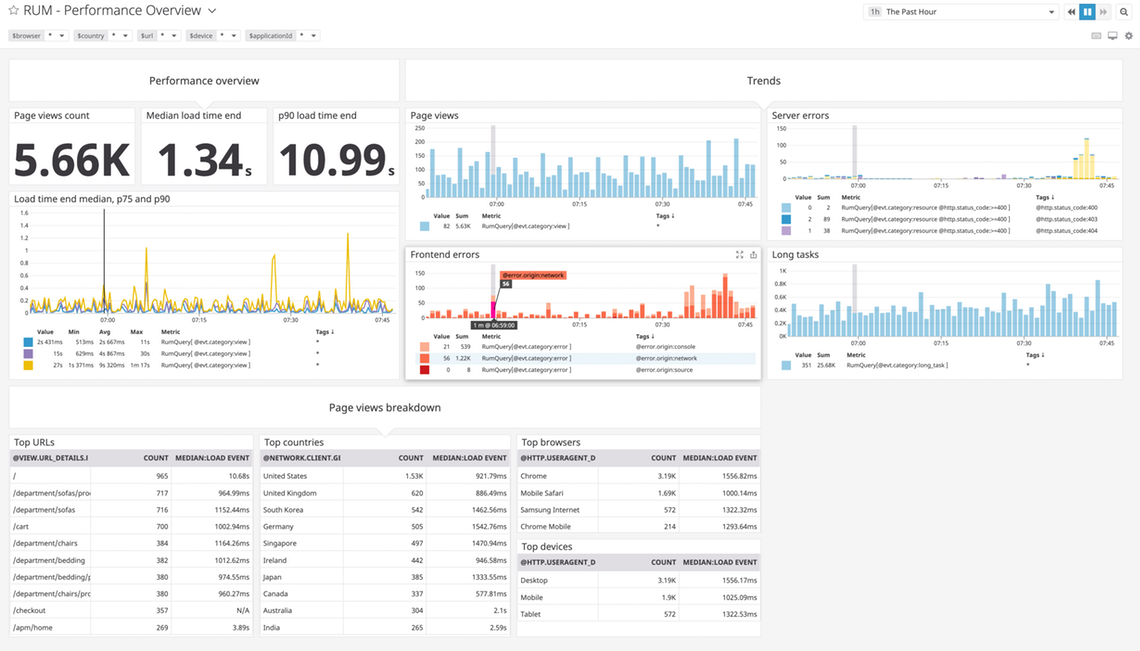 RUM - Performance Overview
1h The Past Hour
$browser * $country * $url * $device * $applicationId *
Performance overview
Trends
Page views count
5.66K
Median load time end
1.34s
p90 load time end
10.99s
Load time end median, p75 and p90
1.6
1.4
1.2
1
0.8
0.6
0.4
0.2
0
07:00 07:15 07:30 07:45
Value Min Avg Max Metric Tags ↓
2s 431ms 513ms 2s 667ms 11s RumQuery[ @evt.category:view ] *
15s 629ms 4s 867ms 30s RumQuery[ @evt.category:view ] *
27s 1s 371ms 9s 320ms 1m 17s RumQuery[ @evt.category:view ] *
Page views
250
200
150
100
50
0
07:00 07:15 07:30 07:45
Value Sum Metric Tags ↓
82 5.63K RumQuery[@evt.category:view ] *
Server errors
150
100
50
0
07:00 07:15 07:30 07:45
Value Sum Metric Tags ↓
0 2 RumQuery[@evt.category:resource @http.status_code:>=400 ] @http.status_code:400
2 89 RumQuery[@evt.category:resource @http.status_code:>=400 ] @http.status_code:403
1 38 RumQuery[@evt.category:resource @http.status_code:>=400 ] @http.status_code:404
Frontend errors
150
100
50
0
@error.origin:network
56
1 m @ 06:59:00
07:15 07:30 07:45
Value Sum Metric Tags ↓
21 539 RumQuery[ @evt.category:error ] @error.origin:console
56 1.22K RumQuery[ @evt.category:error ] @error.origin:network
0 8 RumQuery[ @evt.category:error ] @error.origin:source
Long tasks
1K
0.8K
0.6K
0.4K
0.2K
0K
07:00 07:15 07:30 07:45
Value Sum Metric Tags ↓
351 25.68K RumQuery[@evt.category:long_task ] *
Page views breakdown
Top URLs
@VIEW.URL_DETAILS.I COUNT MEDIAN:LOAD EVENT
/ 965 10.68s
/department/sofas/pro 717 964.99ms
/department/sofas 716 1152.44ms
/cart 700 1002.94ms
/department/chairs 384 1164.26ms
/department/bedding 382 1012.62ms
/department/bedding/p 380 974.55ms
/department/chairs/pro 380 960.27ms
/checkout 357 N/A
/apm/home 269 3.89s
Top countries
@NETWORK.CLIENT.GI COUNT MEDIAN:LOAD EVENT
United States 1.53K 921.79ms
United Kingdom 620 886.49ms
South Korea 542 1462.56ms
Germany 505 1542.76ms
Singapore 497 1470.94ms
Ireland 442 946.58ms
Japan 385 1333.55ms
Canada 337 577.81ms
Australia 304 2.1s
India 265 2.59s
Top browsers
@HTTP.USERAGENT_D COUNT MEDIAN:LOAD EVENT
Chrome 3.19K 1556.82ms
Mobile Safari 1.69K 1000.14ms
Samsung Internet 572 1322.32ms
Chrome Mobile 214 1293.64ms
Top devices
@HTTP.USERAGENT_D COUNT MEDIAN:LOAD EVENT
Desktop 3.19K 1556.17ms
Mobile 1.9K 1025.09ms
Tablet 572 1322.53ms